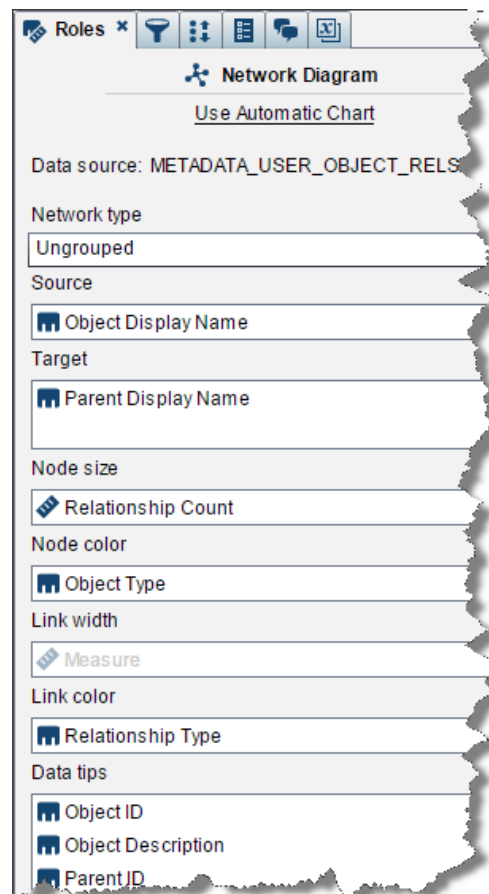 Roles
Network Diagram
Use Automatic Chart
Data source: METADATA_USER_OBJECT_RELS
Network type
Ungrouped
Source
Object Display Name
Target
Parent Display Name
Node size
Relationship Count
Node color
Object Type
Link width
Measure
Link color
Relationship Type
Data tips
Object ID
Object Description
Parent ID